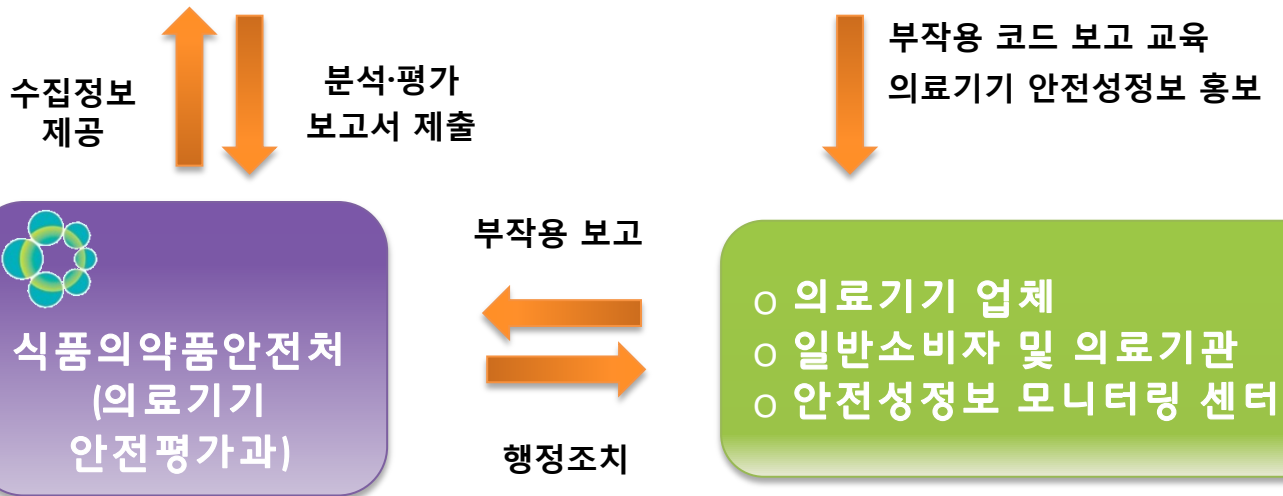 수집정보
제공
분석·평가
보고서 제출
부작용 코드 보고 교육
의료기기 안전성정보 홍보
식품의약품안전처
(의료기기
안전평가과)
부작용 보고
행정조치
o 의료기기 업체
o 일반소비자 및 의료기관
o 안전성정보 모니터링 센터